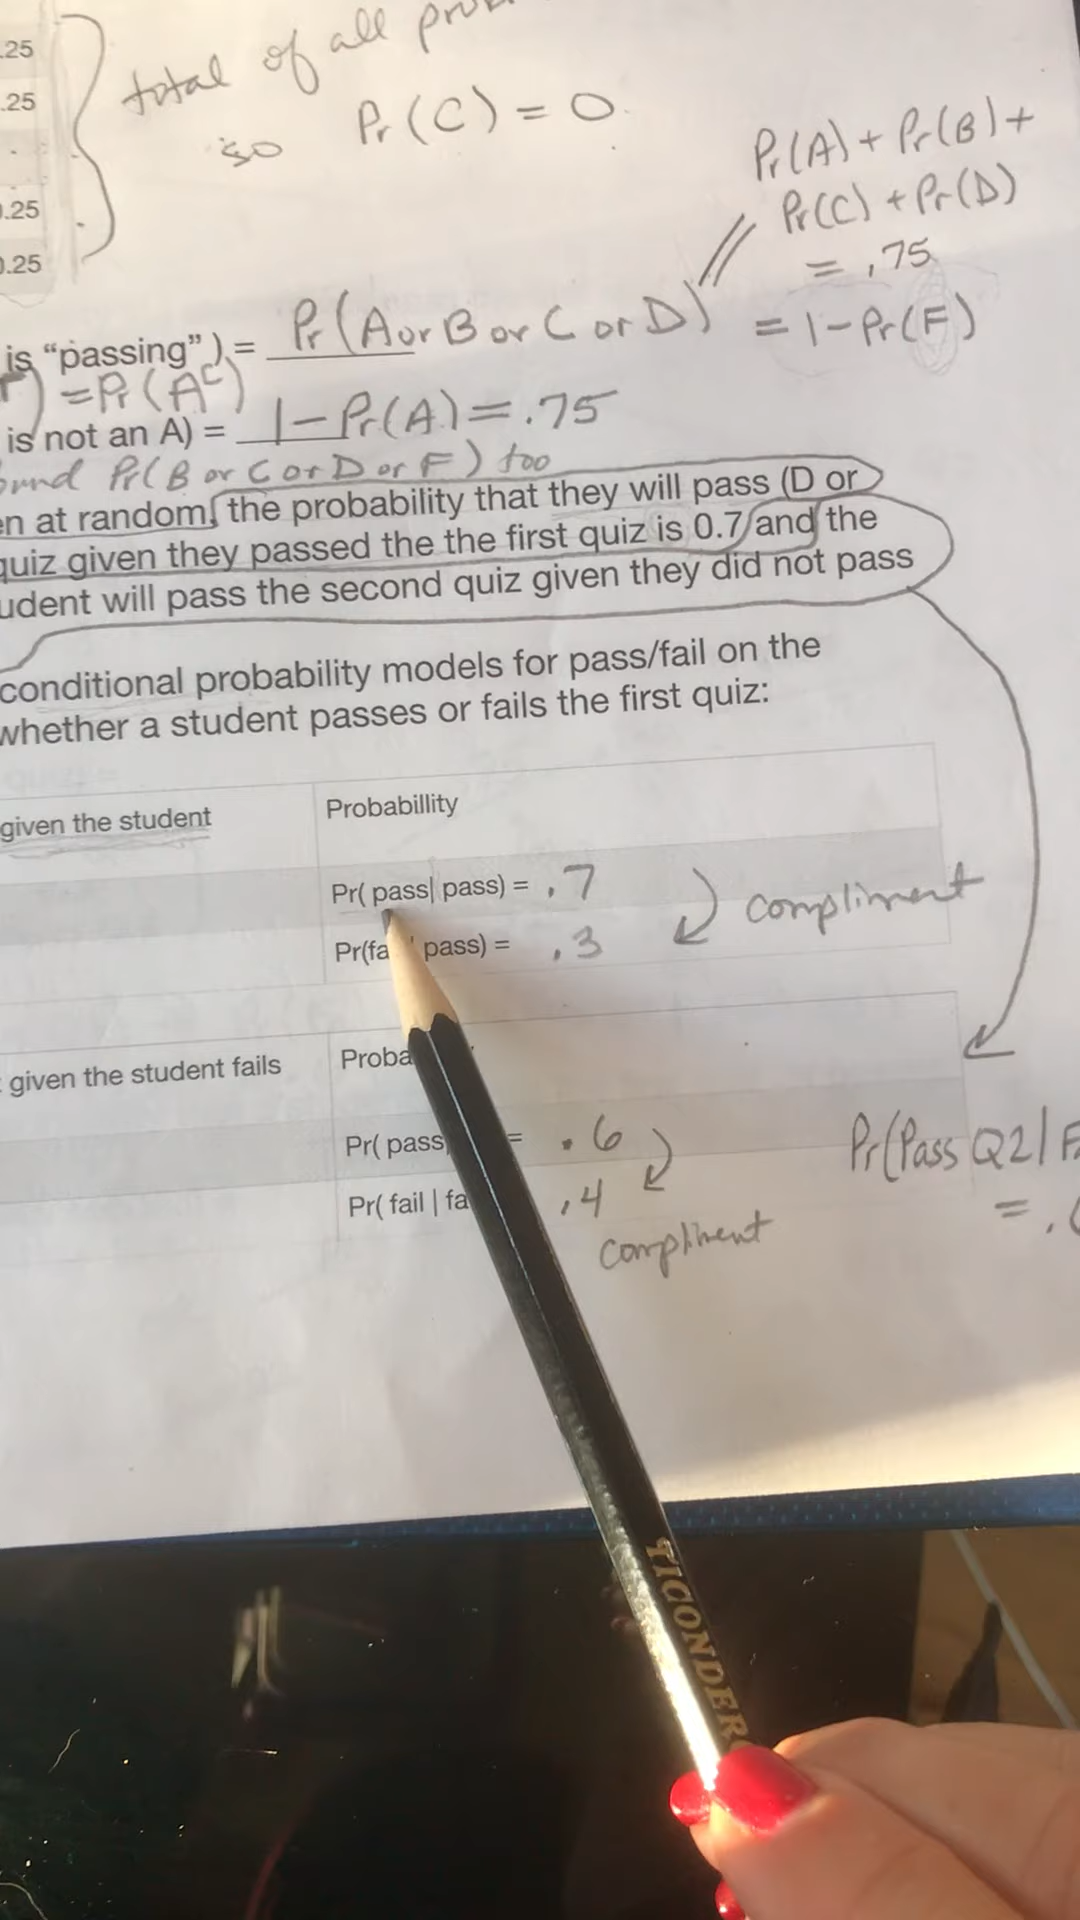 .25
total of all
.25
so Pr(C) = 0
0.25
0.25
Pr(A) + Pr(B) +
Pr(C) + Pr(D)
= .75
is “passing” ) = Pr(A or B or C or D) = 1 - Pr(F)
= Pr(A^C)
is not an A) = 1 - Pr(A) = .75
Pr(B or C or D or F) too
en at random, the probability that they will pass (D or
quiz given they passed the the first quiz is 0.7 and the
udent will pass the second quiz given they did not pass
conditional probability models for pass/fail on the
whether a student passes or fails the first quiz:
given the student Probabillity
Pr( pass| pass) = .7
compliment
Pr(fa pass) = .3
given the student fails Proba
Pr( pass = .6
Pr(Pass Q2 | F
Pr( fail | fa .4
= .
compliment
TICONDER